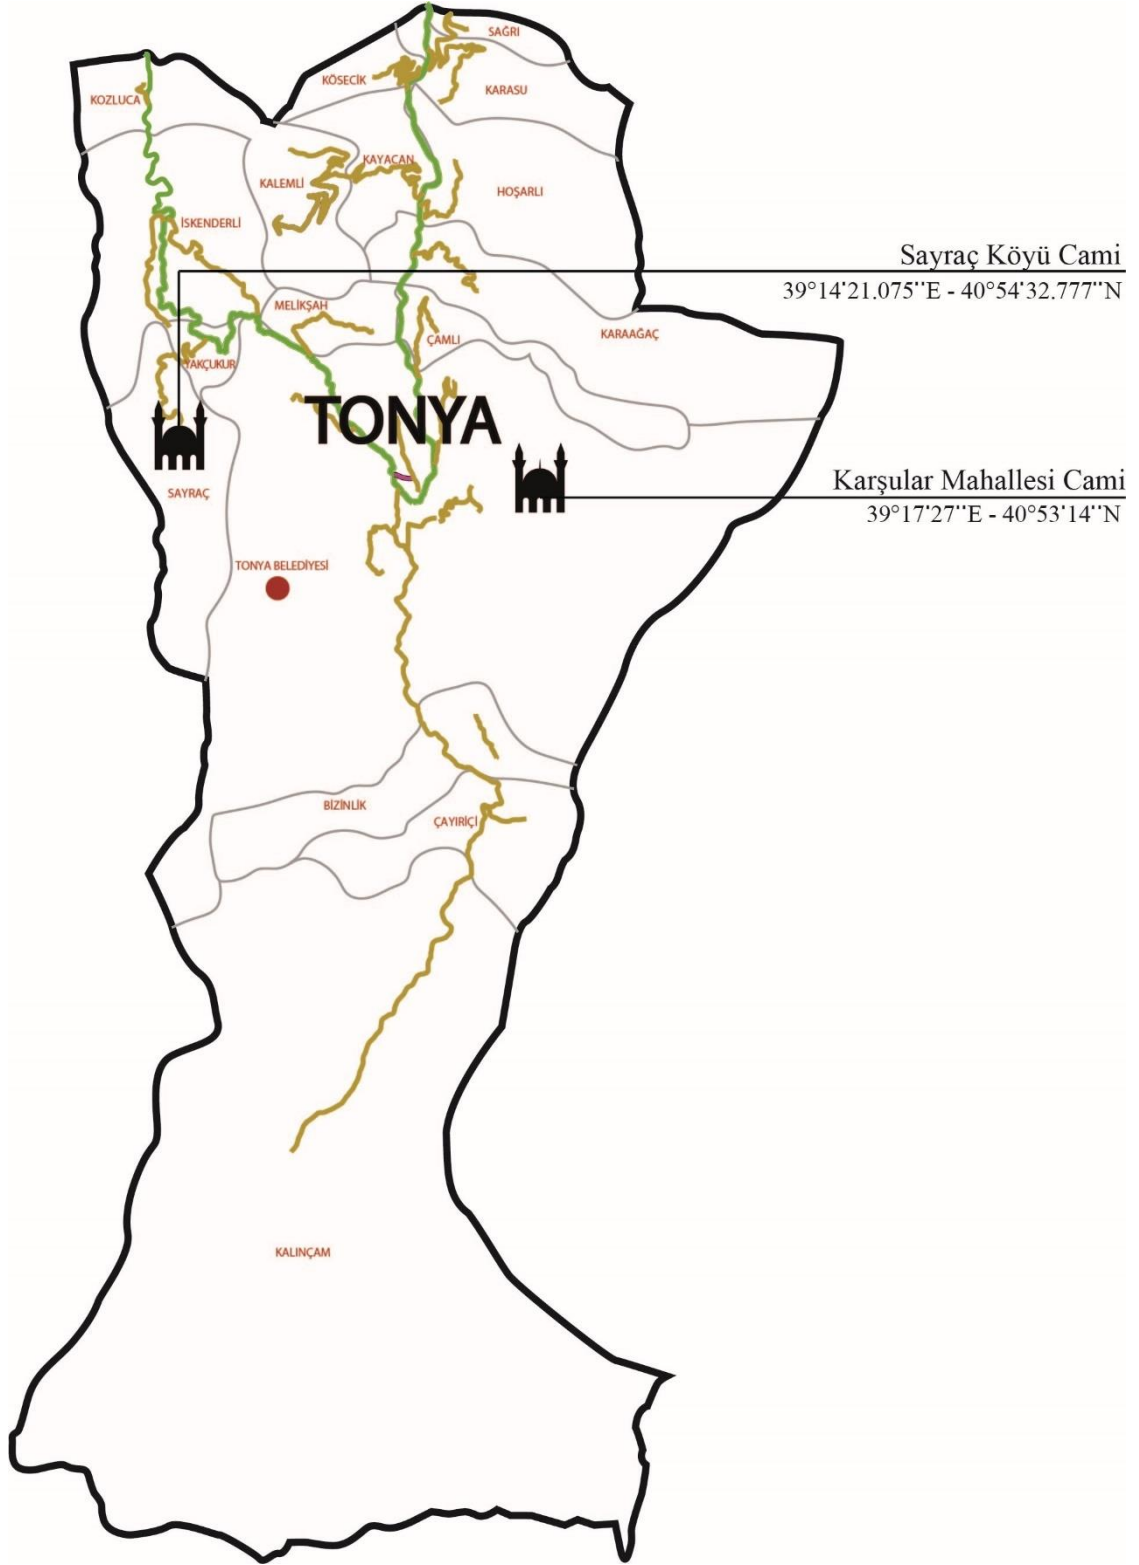 SAĞRI
KÖSECİK
KARASU
KOZLUCA
KAYACAN
KALEMLİ
HOŞARLI
İSKENDERLİ
Sayraç Köyü Cami
39°14'21.075''E - 40°54'32.777''N
MELİKŞAH
KARAAĞAÇ
ÇAMLI
YAKÇUKUR
TONYA
Karşular Mahallesi Cami
39°17'27''E - 40°53'14''N
SAYRAÇ
TONYA BELEDİYESİ
BİZİNLİK
ÇAYIRİÇİ
KALINÇAM